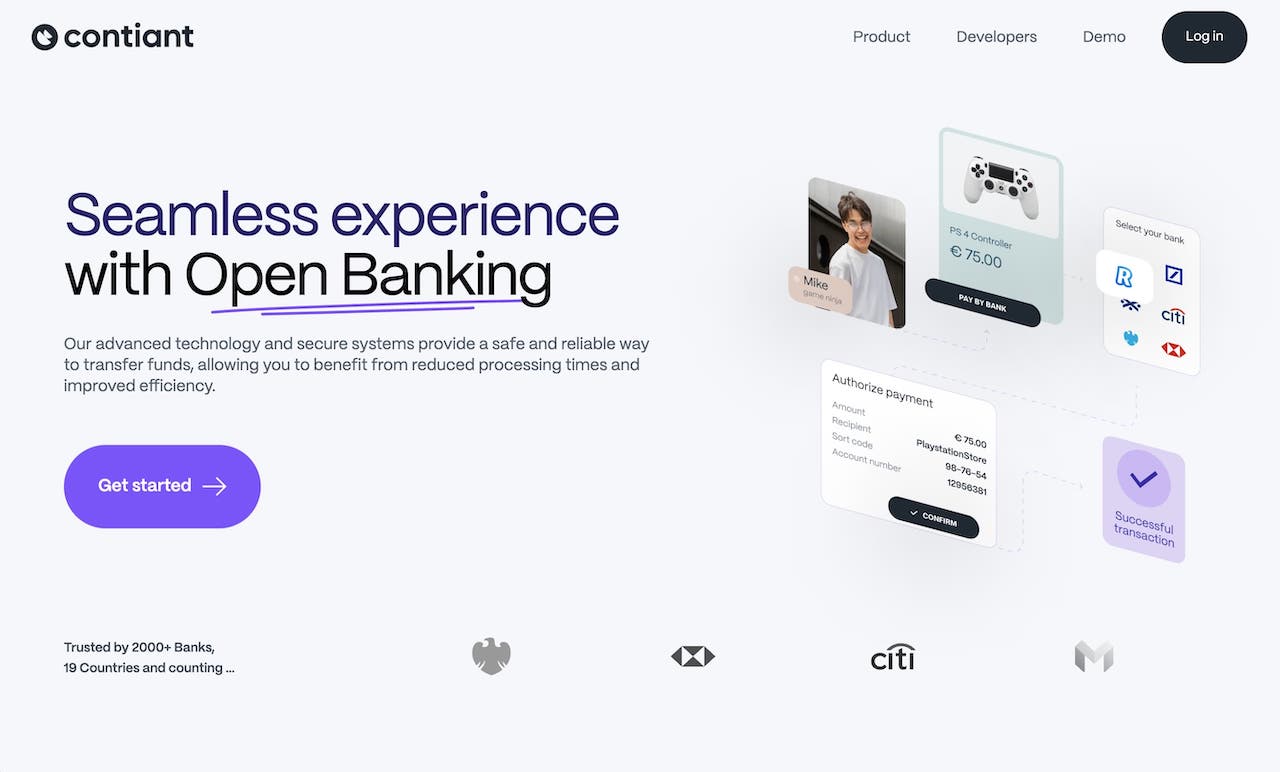 contiant
Product
Developers
Demo
Log in
Seamless experience
with Open Banking
Our advanced technology and secure systems provide a safe and reliable way
to transfer funds, allowing you to benefit from reduced processing times and
improved efficiency.
Get started
Mike
game ninja
PS 4 Controller
€ 75.00
PAY BY BANK
Select your bank
R
citi
Authorize payment
Amount
€ 75.00
Recipient
PlaystationStore
Sort code
98-76-54
Account number
12956381
CONFIRM
Successful
transaction
Trusted by 2000+ Banks,
19 Countries and counting ...
citi